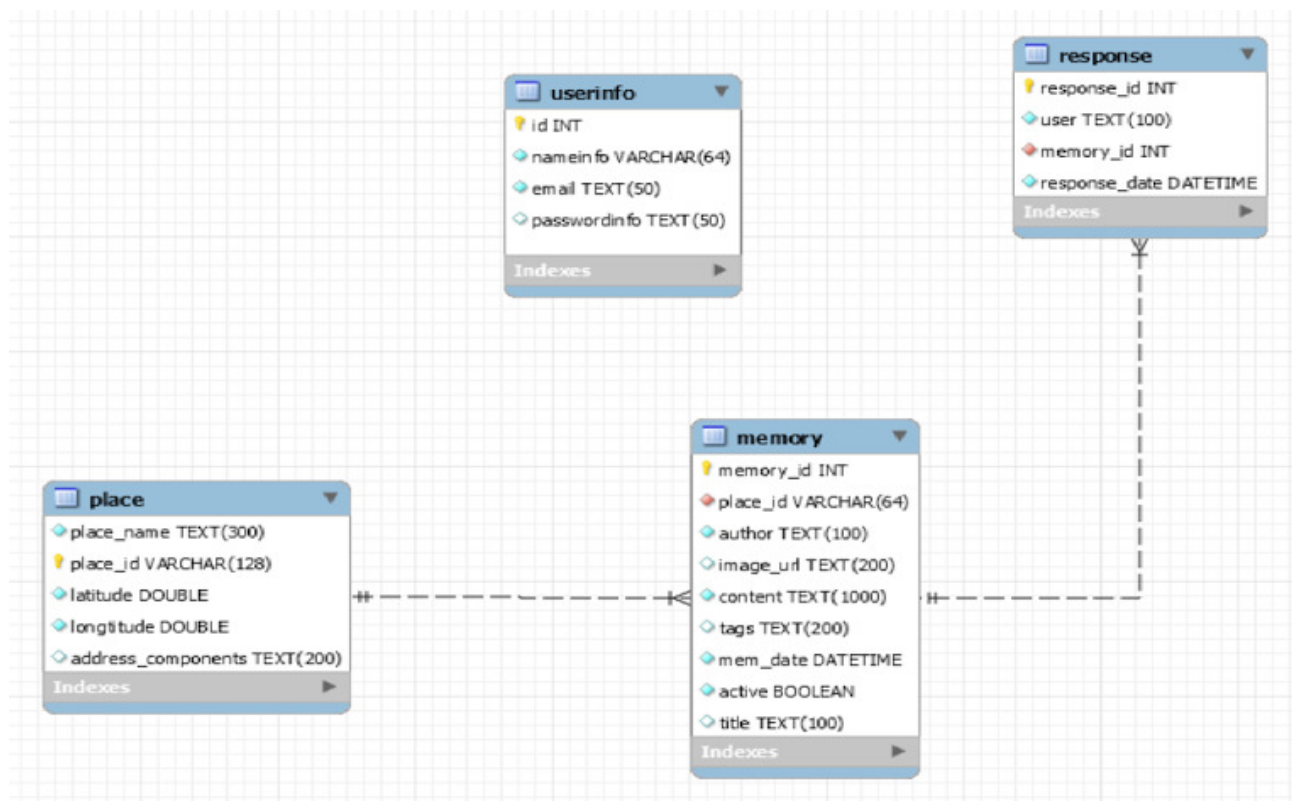 userinfo
id INT
nameinfo VARCHAR(64)
email TEXT(50)
passwordinfo TEXT(50)
Indexes
response
response_id INT
user TEXT(100)
memory_id INT
response_date DATETIME
Indexes
place
place_name TEXT(300)
place_id VARCHAR(128)
latitude DOUBLE
longtitude DOUBLE
address_components TEXT(200)
Indexes
memory
memory_id INT
place_id VARCHAR(64)
author TEXT(100)
image_url TEXT(200)
content TEXT(1000)
tags TEXT(200)
mem_date DATETIME
active BOOLEAN
title TEXT(100)
Indexes